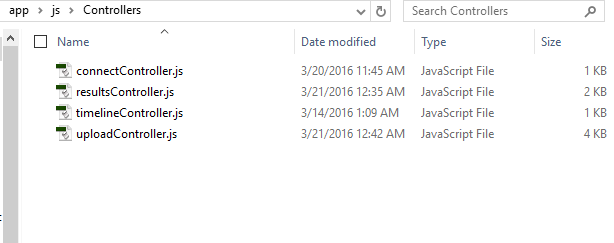 app > js > Controllers Search Controllers
Name Date modified Type Size
connectController.js 3/20/2016 11:45 AM JavaScript File 1 KB
resultsController.js 3/21/2016 12:35 AM JavaScript File 2 KB
timelineController.js 3/14/2016 1:09 AM JavaScript File 1 KB
uploadController.js 3/21/2016 12:42 AM JavaScript File 4 KB